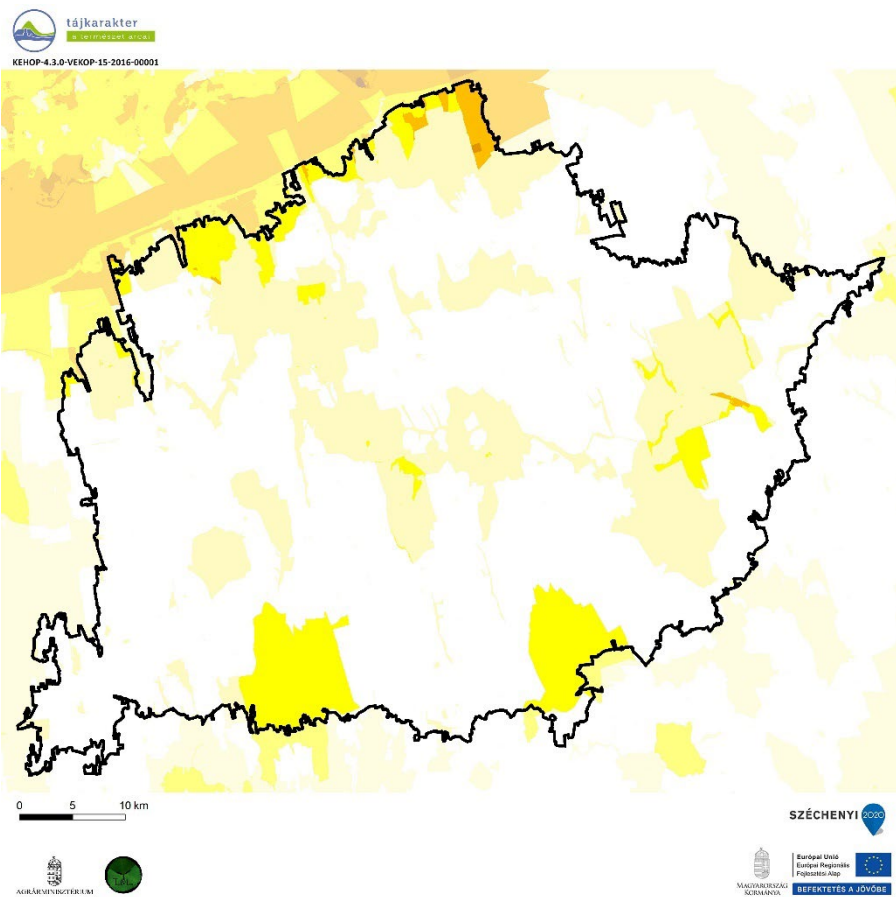 tájkarakter
a természet arcai
KEHOP-4.3.0-VEKOP-15-2016-00001
0 5 10 km
SZÉCHENYI 2020
AGRÁRMINISZTÉRIUM
MAGYARORSZÁG
KORMÁNYA
Európai Unió
Európai Regionális
Fejlesztési Alap
BEFEKTETÉS A JÖVŐBE